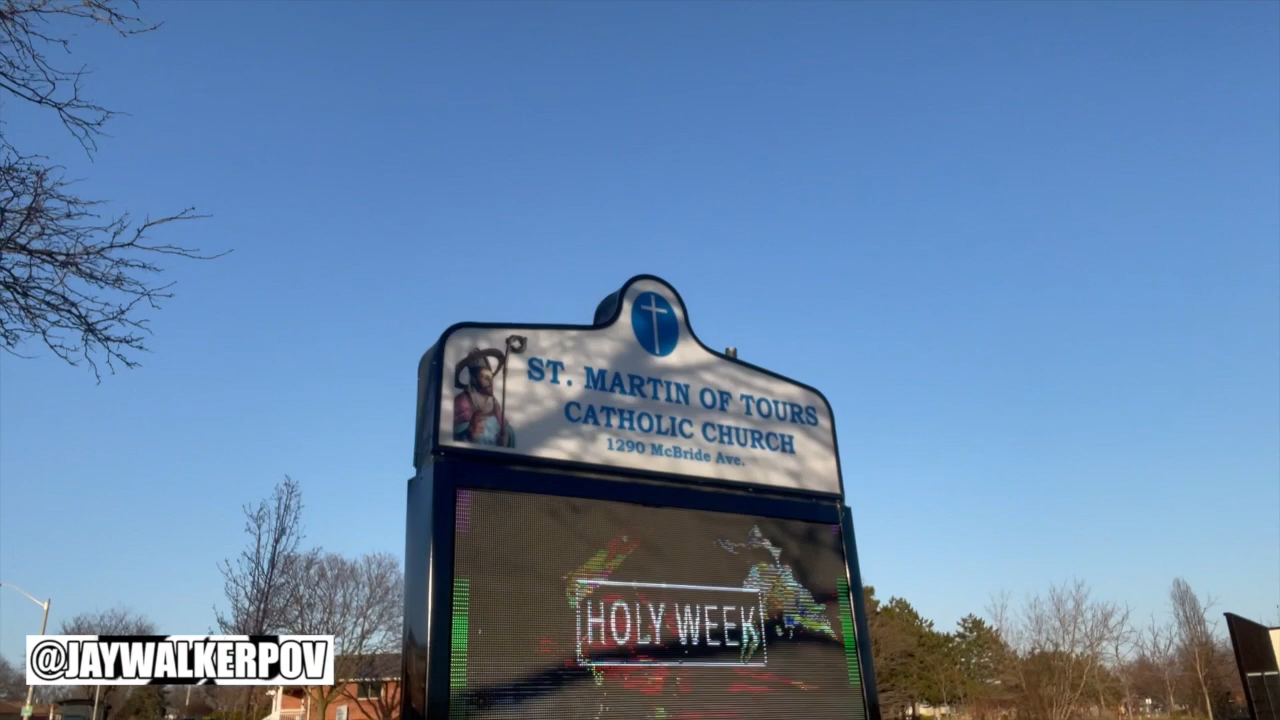 ST. MARTIN OF TOURS
CATHOLIC CHURCH
1290 McBride Ave.
HOLY WEEK
@JAYWALKERPOV